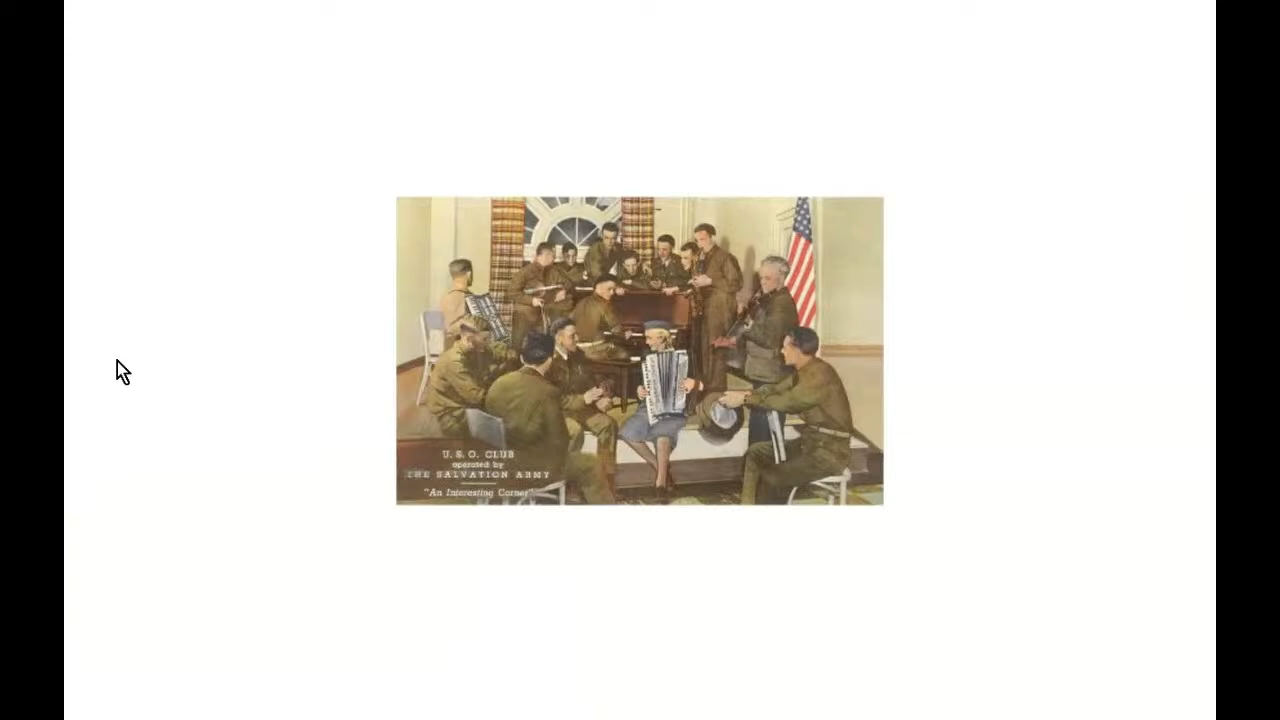 U. S. O. CLUB
operated by
THE SALVATION ARMY
"An Interesting Corner"